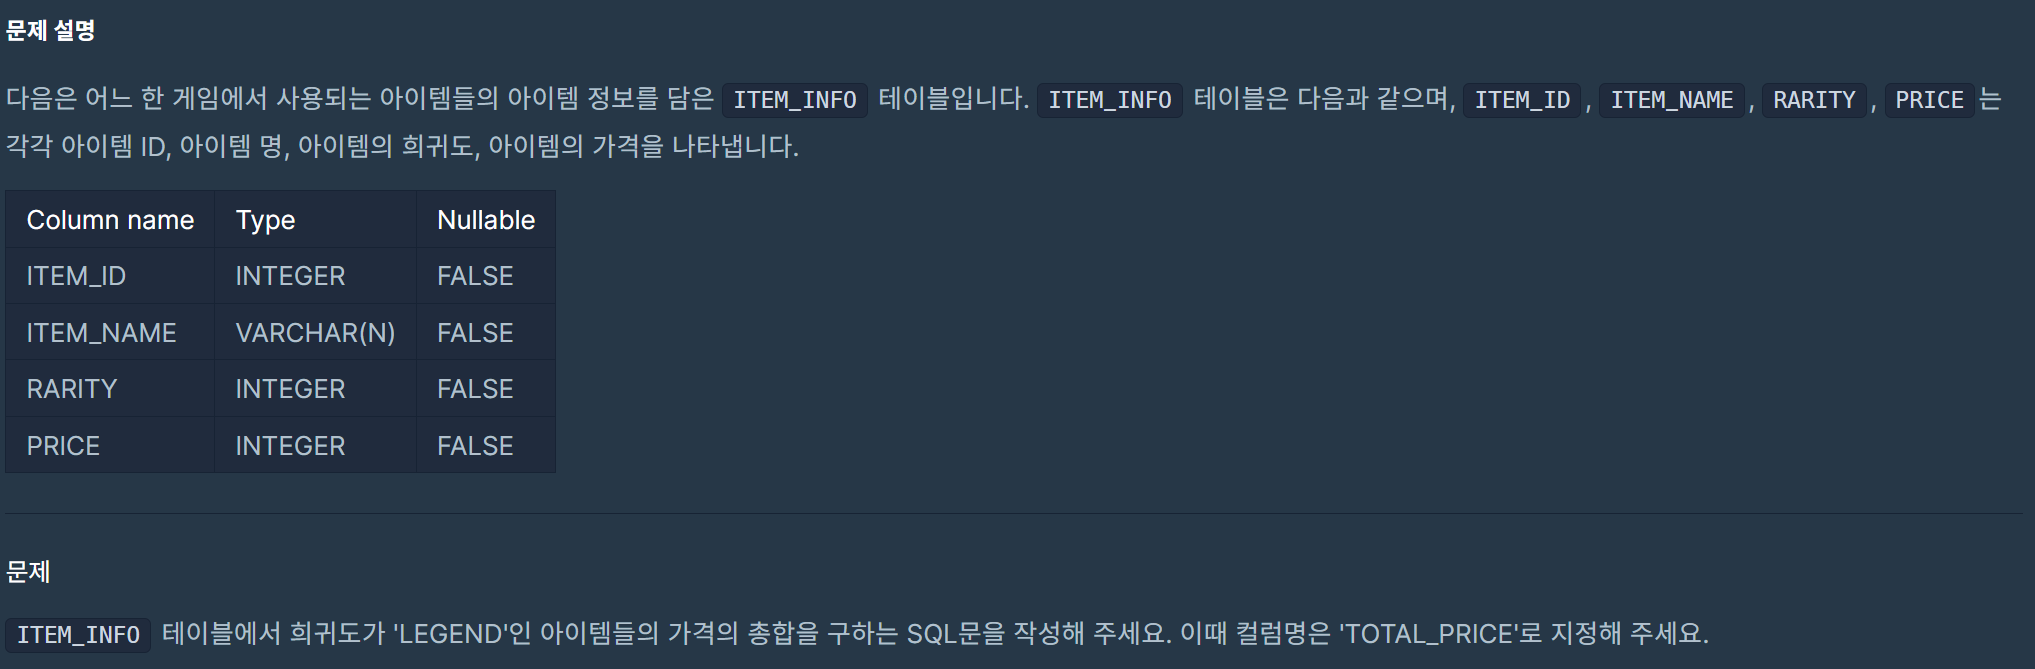 문제 설명
다음은 어느 한 게임에서 사용되는 아이템들의 아이템 정보를 담은 ITEM_INFO 테이블입니다. ITEM_INFO 테이블은 다음과 같으며, ITEM_ID, ITEM_NAME, RARITY, PRICE는
각각 아이템 ID, 아이템 명, 아이템의 희귀도, 아이템의 가격을 나타냅니다.
Column name Type Nullable
ITEM_ID INTEGER FALSE
ITEM_NAME VARCHAR(N) FALSE
RARITY INTEGER FALSE
PRICE INTEGER FALSE
문제
ITEM_INFO 테이블에서 희귀도가 'LEGEND'인 아이템들의 가격의 총합을 구하는 SQL문을 작성해 주세요. 이때 컬럼명은 'TOTAL_PRICE'로 지정해 주세요.